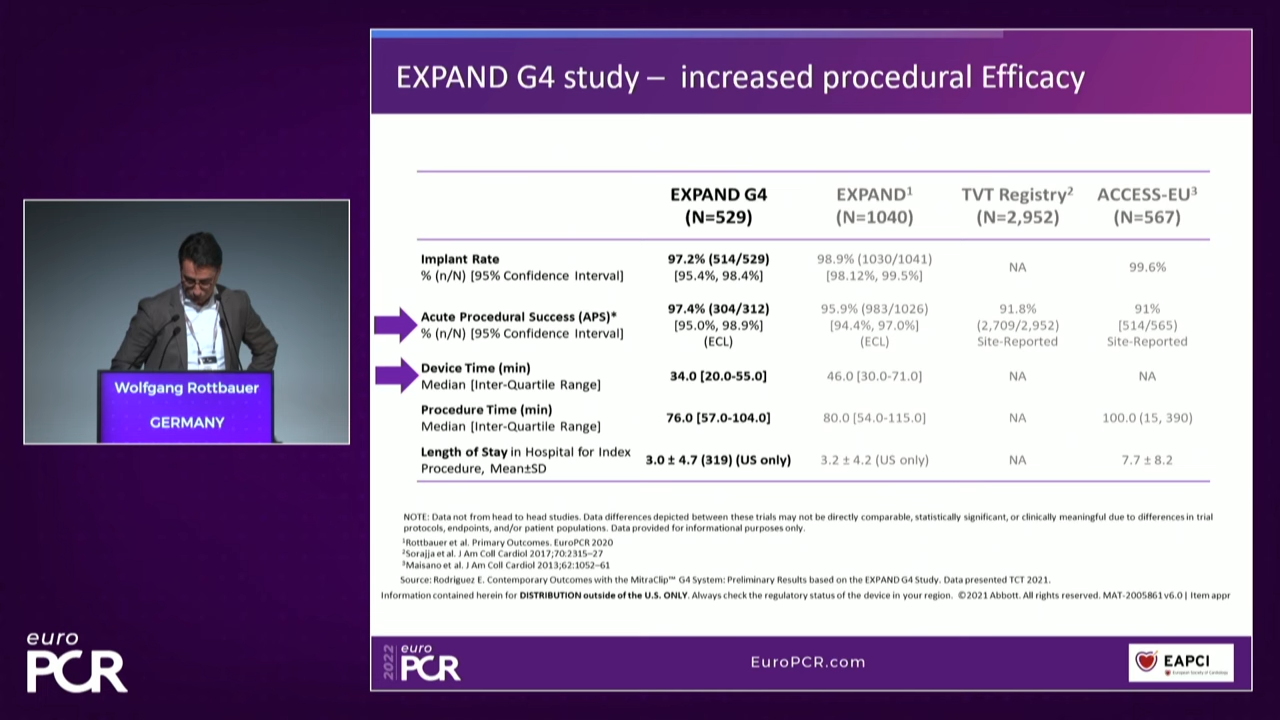 EXPAND G4 study – increased procedural Efficacy
EXPAND G4 EXPAND¹ TVT Registry² ACCESS-EU³
(N=529) (N=1040) (N=2,952) (N=567)
Implant Rate 97.2% (514/529) 98.9% (1030/1041) NA 99.6%
% (n/N) [95% Confidence Interval] [95.4%, 98.4%] [98.12%, 99.5%]
Acute Procedural Success (APS)* 97.4% (304/312) 95.9% (983/1026) 91.8% 91%
% (n/N) [95% Confidence Interval] [95.0%, 98.9%] [94.4%, 97.0%] (2,709/2,952) [514/565)
(ECL) (ECL) Site-Reported Site-Reported
Device Time (min) 34.0 [20.0-55.0] 46.0 [30.0-71.0] NA NA
Median [Inter-Quartile Range]
Procedure Time (min) 76.0 [57.0-104.0] 80.0 [54.0-115.0] NA 100.0 (15, 390)
Median [Inter-Quartile Range]
Length of Stay in Hospital for Index 3.0 ± 4.7 (319) (US only) 3.2 ± 4.2 (US only) NA 7.7 ± 8.2
Procedure, Mean±SD
NOTE: Data not from head to head studies. Data differences depicted between these trials may not be directly comparable, statistically significant, or clinically meaningful due to differences in trial
protocols, endpoints, and/or patient populations. Data provided for informational purposes only.
¹Rottbauer et al. Primary Outcomes. EuroPCR 2020
²Sorajja et al. J Am Coll Cardiol 2017;70:2315–27
³Maisano et al. J Am Coll Cardiol 2013;62:1052–61
Source: Rodriguez E. Contemporary Outcomes with the MitraClip™ G4 System: Preliminary Results based on the EXPAND G4 Study. Data presented TCT 2021.
Information contained herein for DISTRIBUTION outside of the U.S. ONLY. Always check the regulatory status of the device in your region. ©2021 Abbott. All rights reserved. MAT-2005861 v6.0 | Item appr
Wolfgang Rottbauer
GERMANY
euro
PCR
2022
euro
PCR
EuroPCR.com
EAPCI
European Society of Cardiology